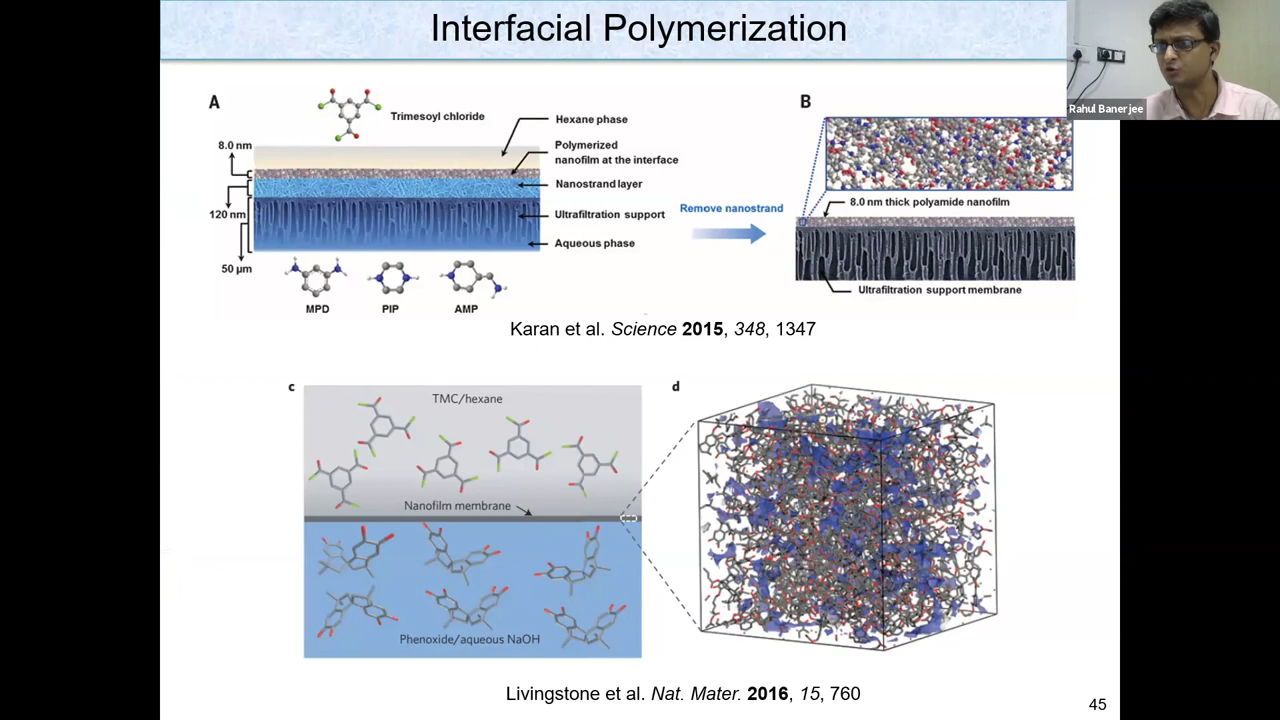 Interfacial Polymerization
Rahul Banerjee
A
Trimesoyl chloride
Hexane phase
8.0 nm
Polymerized
nanofilm at the interface
Nanostrand layer
120 nm
Ultrafiltration support
Aqueous phase
50 µm
MPD
PIP
AMP
Remove nanostrand
B
8.0 nm thick polyamide nanofilm
Ultrafiltration support membrane
Karan et al. Science 2015, 348, 1347
c
TMC/hexane
Nanofilm membrane
Phenoxide/aqueous NaOH
d
Livingstone et al. Nat. Mater. 2016, 15, 760
45